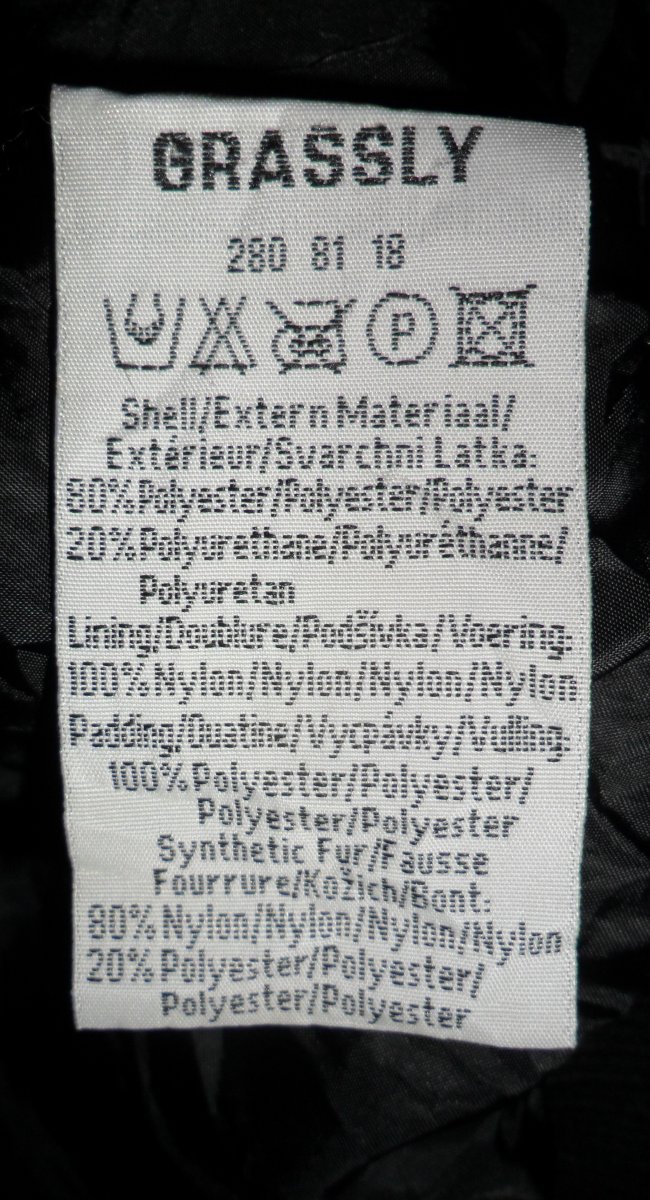 GRASSLY
280 81 18
P
Shell/Extern Materiaal/
Extérieur/Svarchni Latka:
80% Polyester/Polyester/Polyester
20% Polyurethane/Polyuréthanne/
Polyuretan
Lining/Doublure/Podšívka/Voering:
100% Nylon/Nylon/Nylon/Nylon
Padding/Ouatine/Vycpávky/Vulling:
100% Polyester/Polyester/
Polyester/Polyester
Synthetic Fur/Fausse
Fourrure/Kožich/Bont:
80% Nylon/Nylon/Nylon/Nylon
20% Polyester/Polyester/
Polyester/Polyester